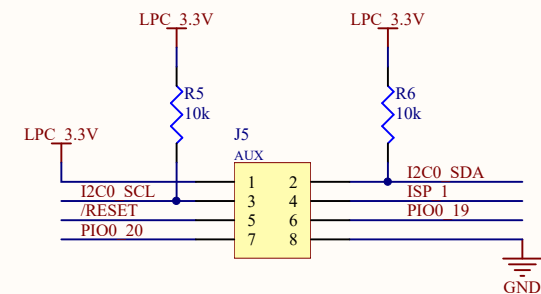 LPC_3.3V
LPC_3.3V
R5
10k
R6
10k
LPC_3.3V
J5
AUX
I2C0_SCL
/RESET
PIO0_20
1
2
3
4
5
6
7
8
I2C0_SDA
ISP_1
PIO0_19
GND